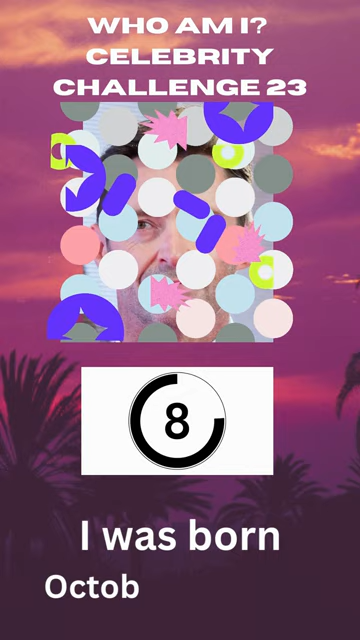 WHO AM I?
CELEBRITY
CHALLENGE 23
8
I was born
Octob